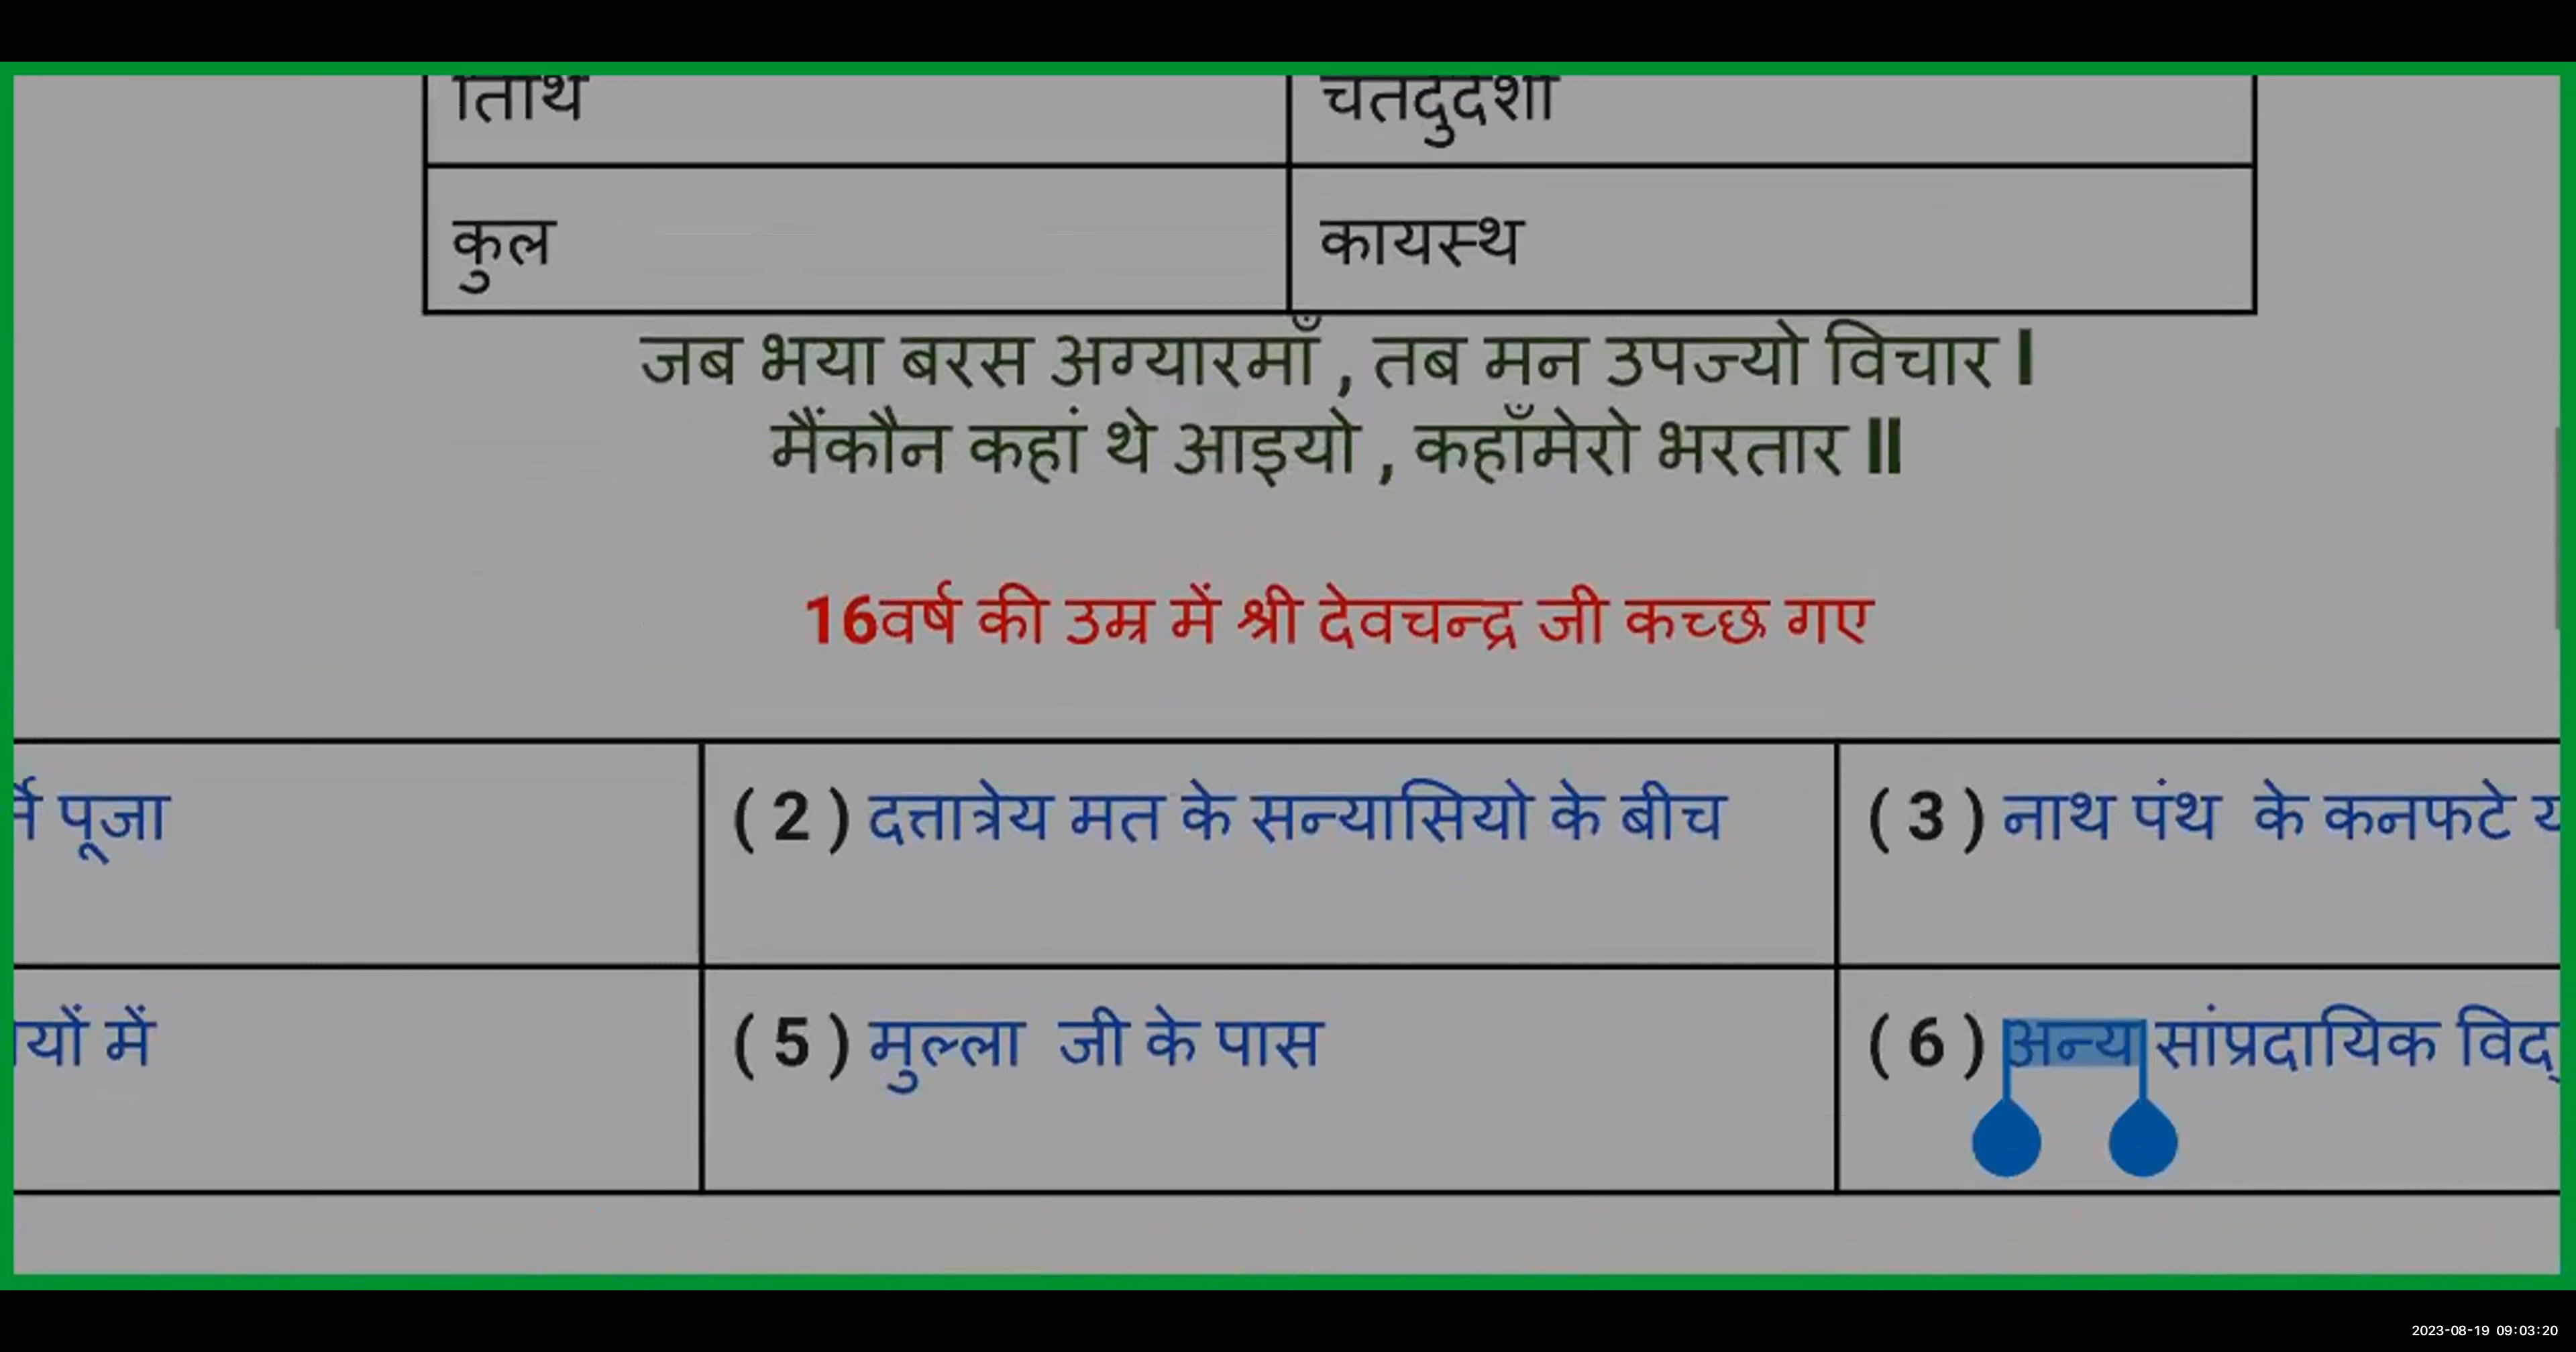 तिथि चतदुदशी
कुल कायस्थ
जब भया बरस अग्यारमाँ , तब मन उपज्यो विचार I
मैंकौन कहां थे आइयो , कहाँमेरो भरतार II
16वर्ष की उम्र में श्री देवचन्द्र जी कच्छ गए
पूजा ( 2 ) दत्तात्रेय मत के सन्यासियो के बीच ( 3 ) नाथ पंथ के कनफटे
में ( 5 ) मुल्ला जी के पास ( 6 ) अन्य सांप्रदायिक
2023-08-19 09:03:20